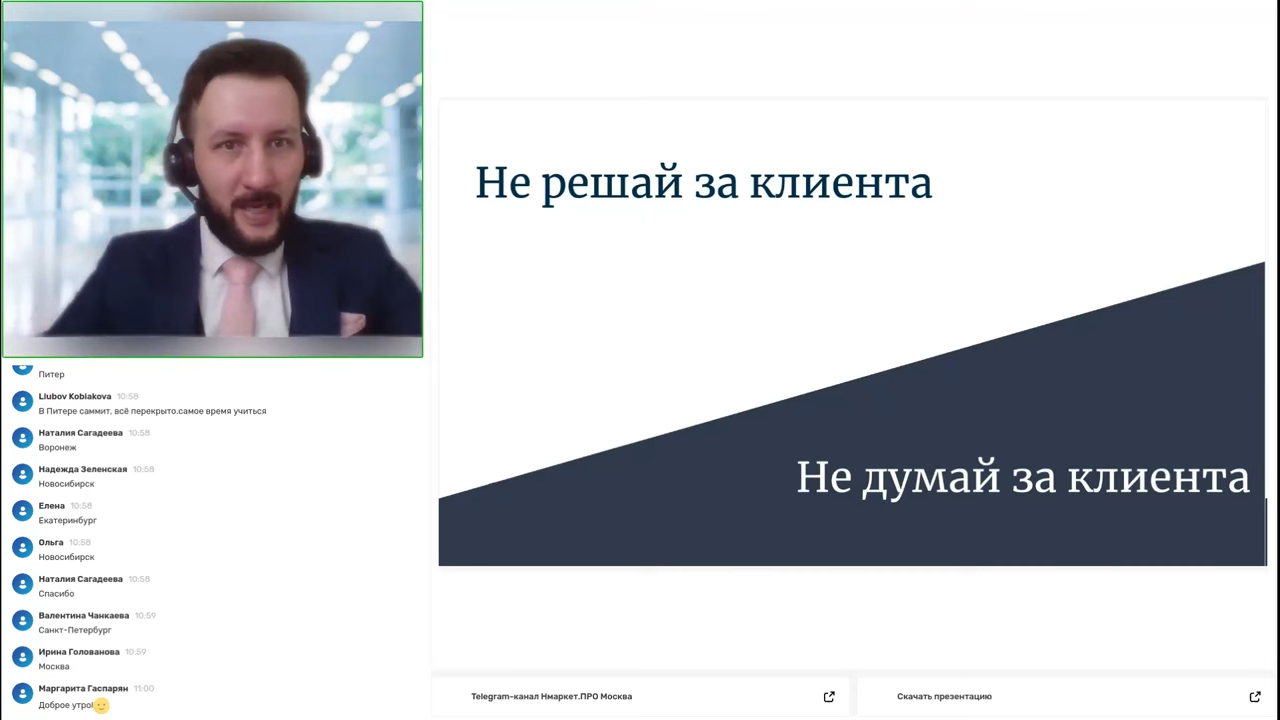 Не решай за клиента
Не думай за клиента
Питер
Liubov Kobiakova 10:58
В Питере саммит, всё перекрыто.самое время учиться
Наталия Сагадеева 10:58
Воронеж
Надежда Зеленская 10:58
Новосибирск
Елена 10:58
Екатеринбург
Ольга 10:58
Новосибирск
Наталия Сагадеева 10:58
Спасибо
Валентина Чанкаева 10:59
Санкт-Петербург
Ирина Голованова 10:59
Москва
Маргарита Гаспарян 11:00
Доброе утро!
Telegram-канал Нмаркет.ПРО Москва
Скачать презентацию